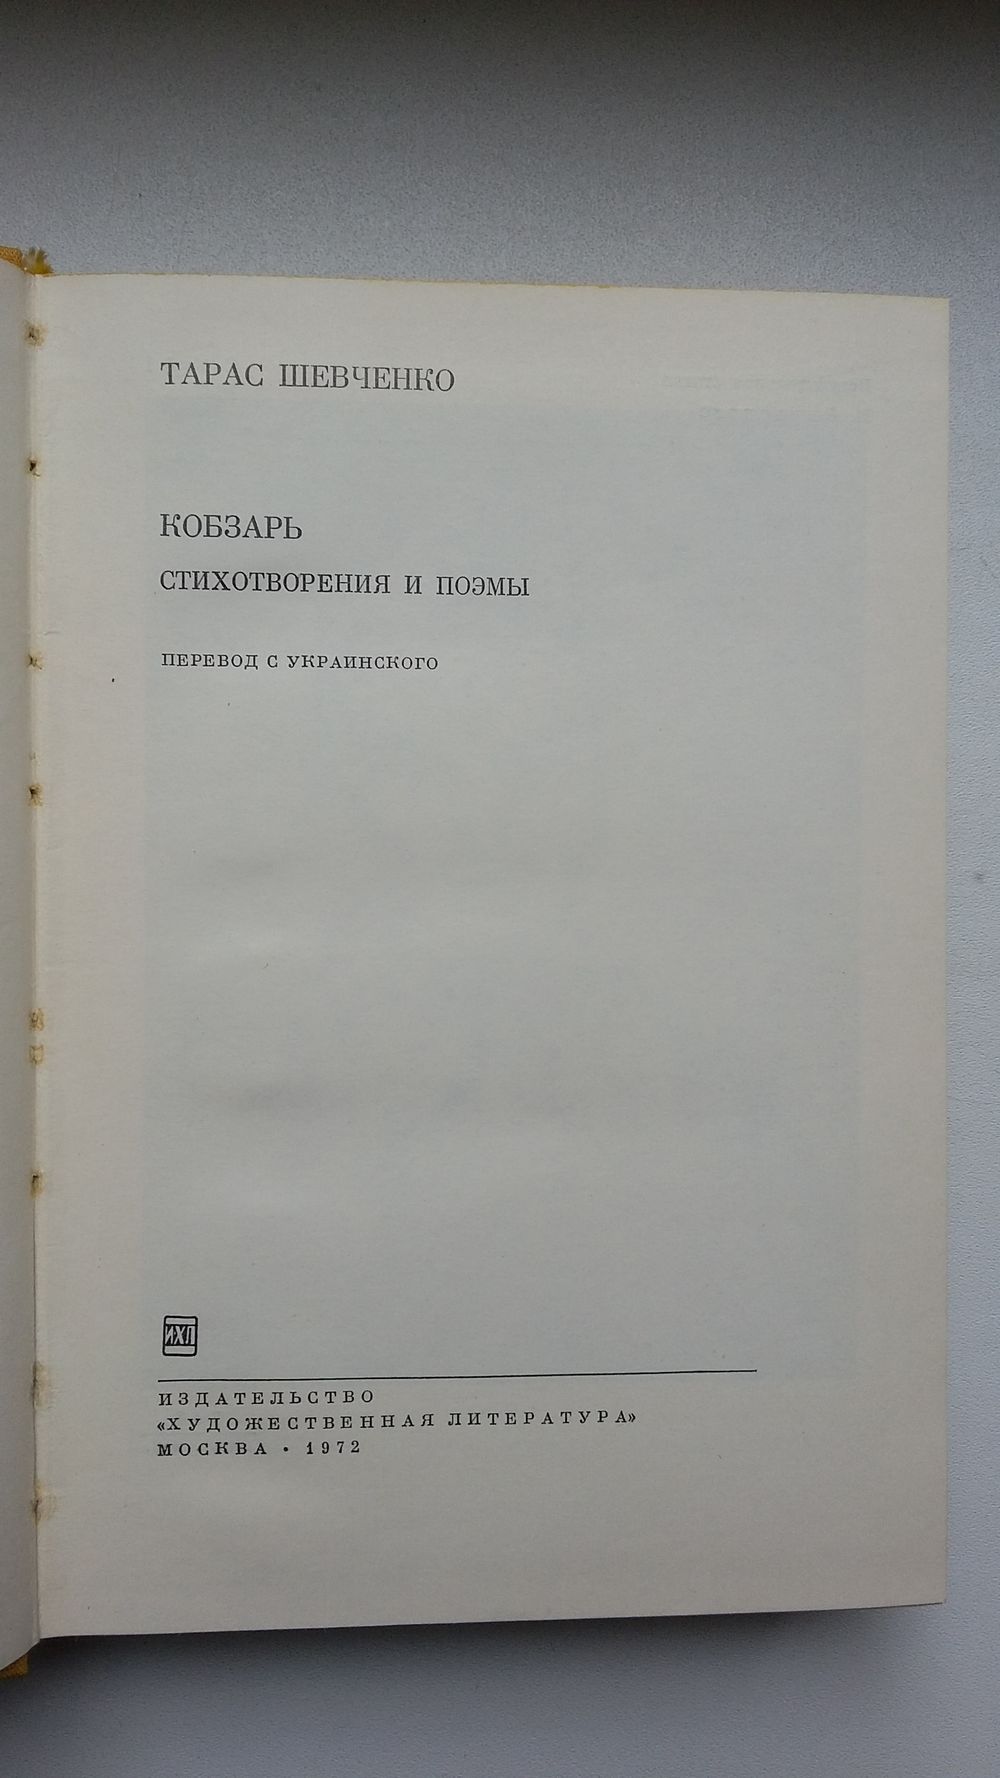 ТАРАС ШЕВЧЕНКО
КОБЗАРЬ
СТИХОТВОРЕНИЯ И ПОЭМЫ
ПЕРЕВОД С УКРАИНСКОГО
ИХЛ
ИЗДАТЕЛЬСТВО
«ХУДОЖЕСТВЕННАЯ ЛИТЕРАТУРА»
МОСКВА · 1972